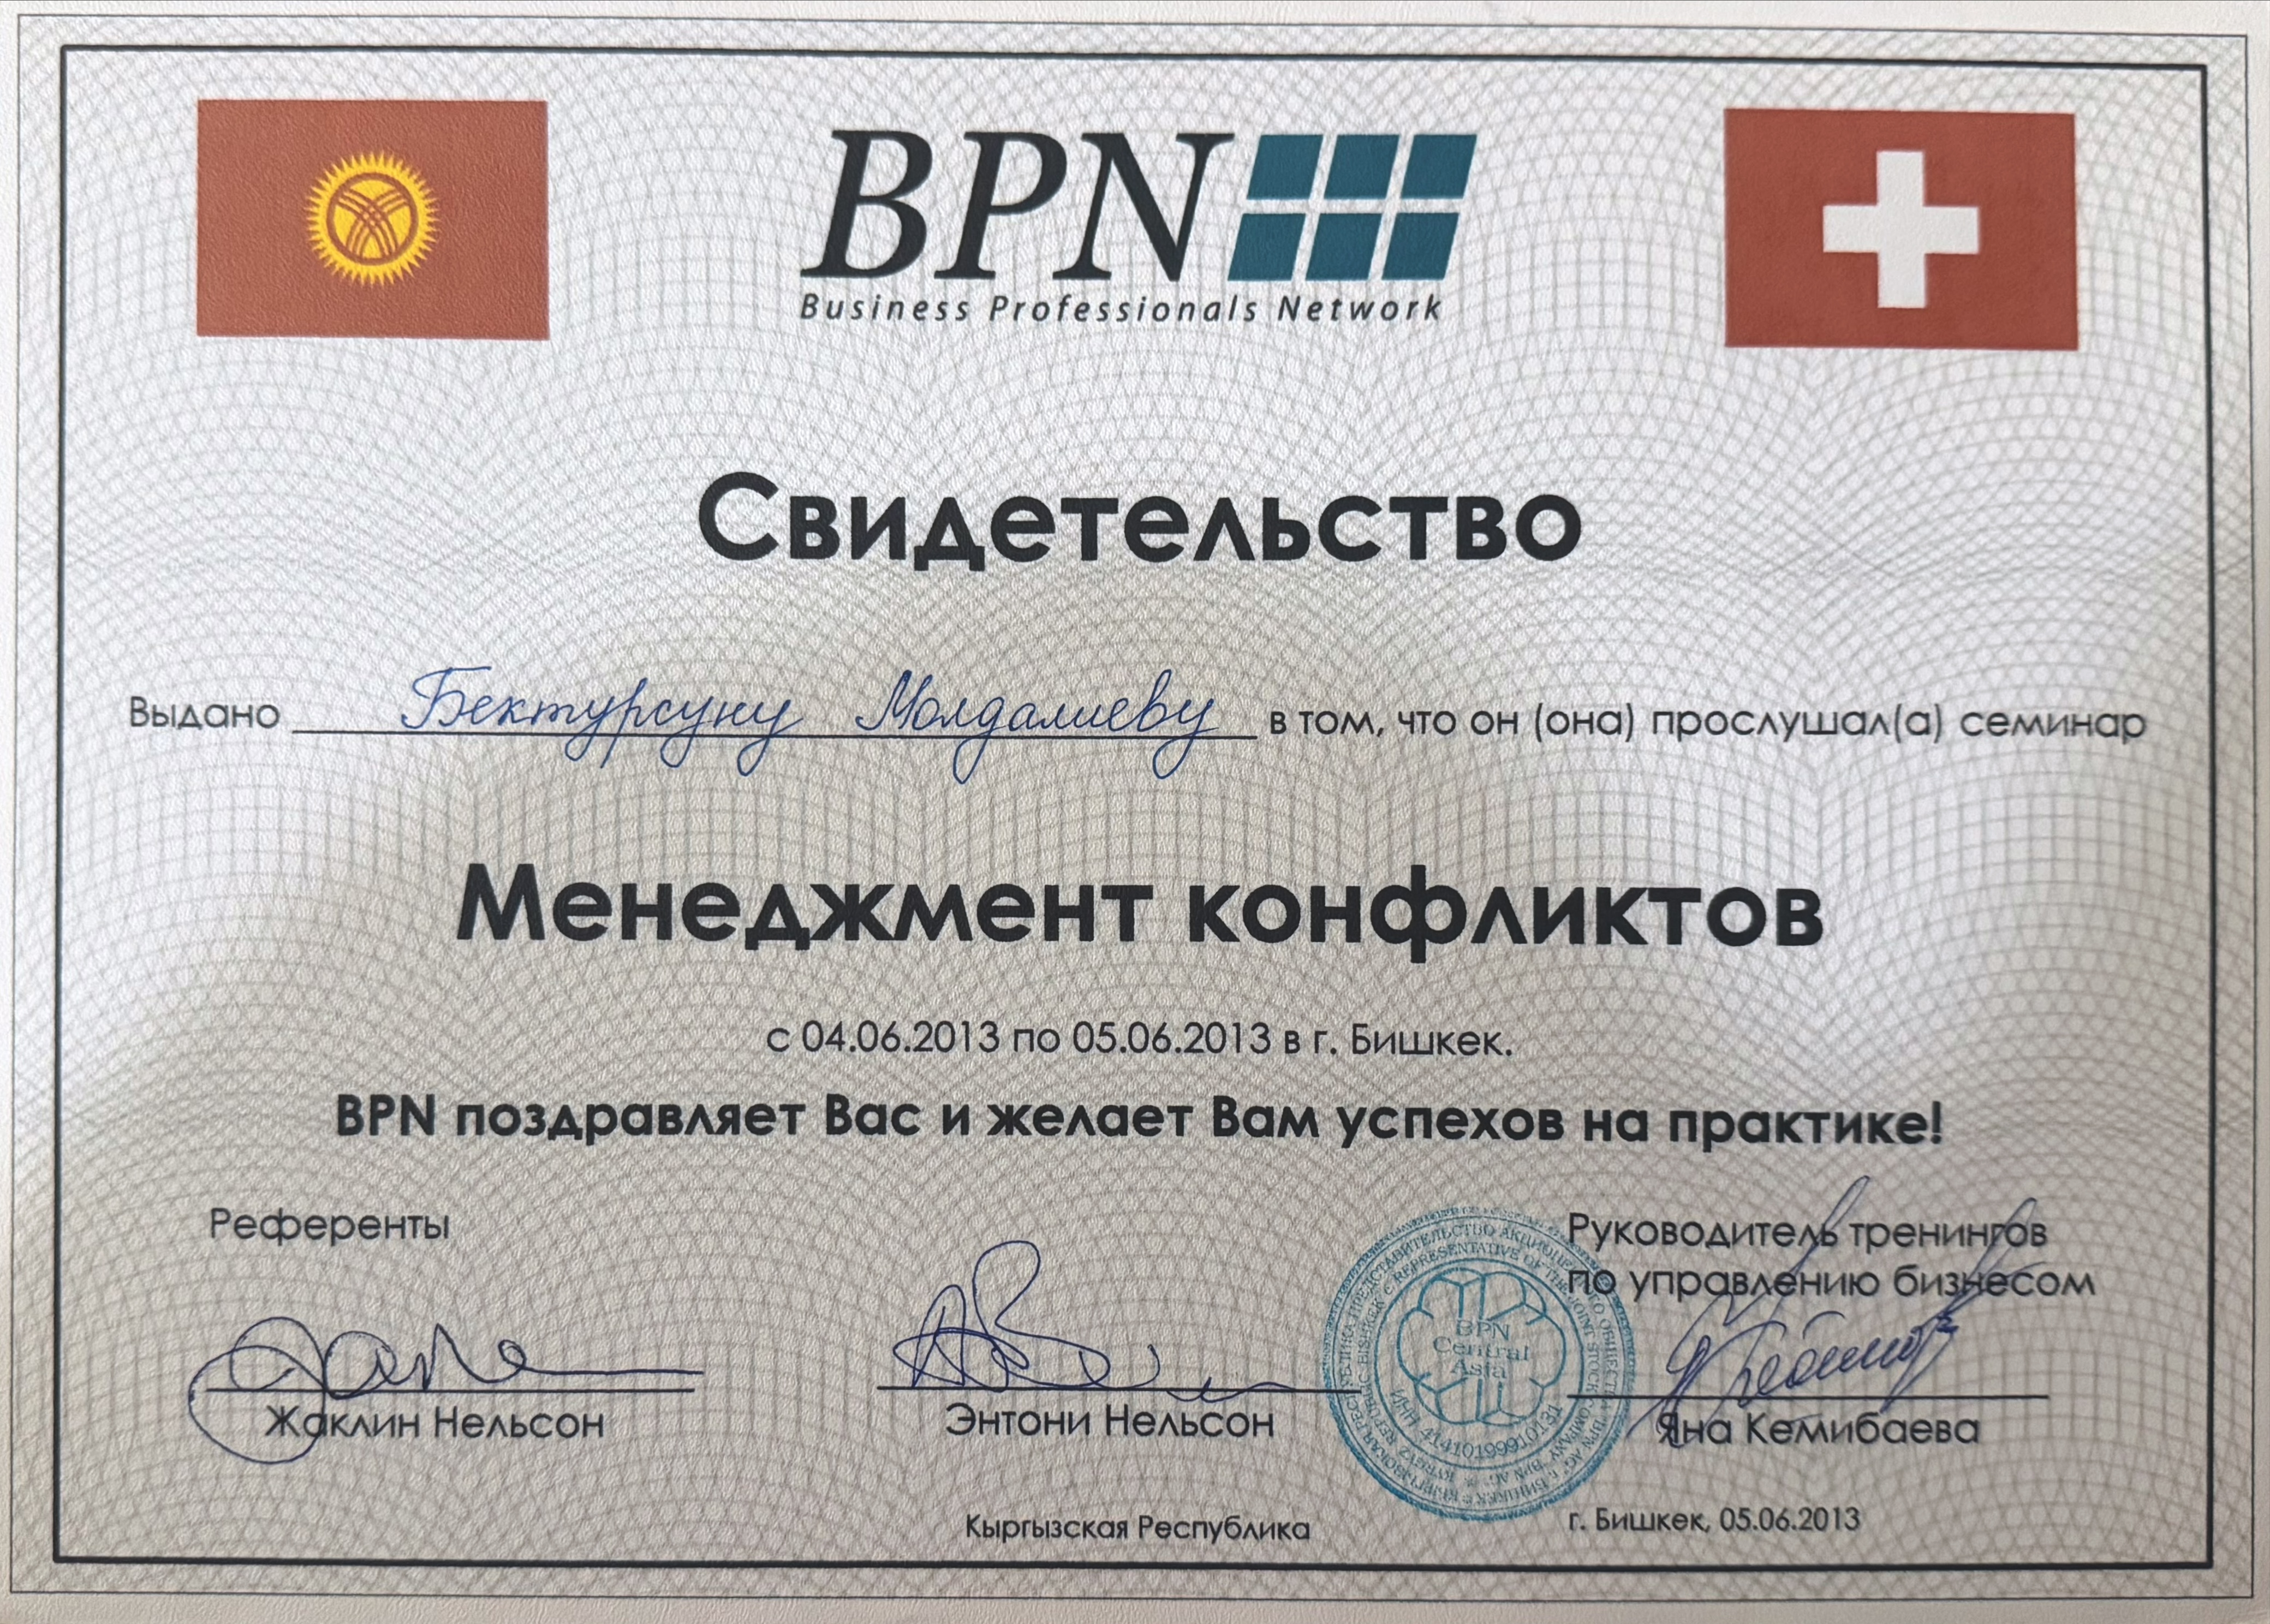 BPN
Business Professionals Network
Свидетельство
Выдано Бектурсуну Молдалиеву в том, что он (она) прослушал(а) семинар
Менеджмент конфликтов
с 04.06.2013 по 05.06.2013 в г. Бишкек.
BPN поздравляет Вас и желает Вам успехов на практике!
Референты
Руководитель тренингов
по управлению бизнесом
BPN
Central
Asia
ИНН 41410199910131
Жаклин Нельсон
Энтони Нельсон
Яна Кемибаева
Кыргызская Республика
г. Бишкек, 05.06.2013